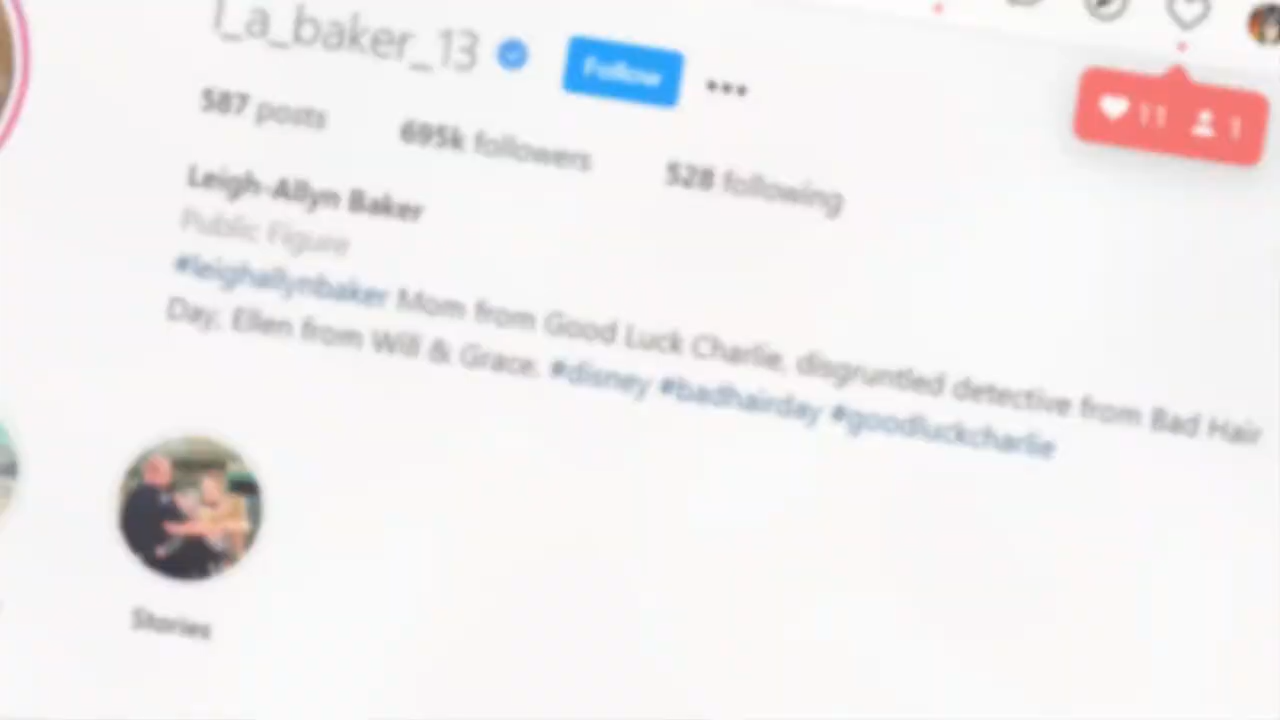 l_a_baker_13 Follow
11 1
587 posts 695k followers 528 following
Leigh-Allyn Baker
Public Figure
#leighallynbaker Mom from Good Luck Charlie, disgruntled detective from Bad Hair
Day, Ellen from Will & Grace. #disney #badhairday #goodluckcharlie
Stories